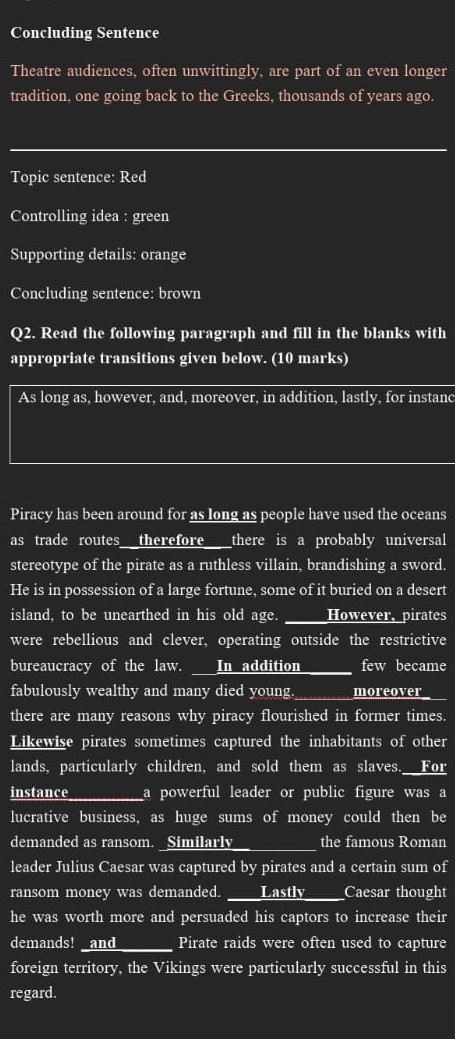 Concluding Sentence
Theatre audiences, often unwittingly, are part of an even longer
tradition, one going back to the Greeks, thousands of years ago.
Topic sentence: Red
Controlling idea : green
Supporting details: orange
Concluding sentence: brown
Q2. Read the following paragraph and fill in the blanks with
appropriate transitions given below. (10 marks)
As long as, however, and, moreover, in addition, lastly, for instanc
Piracy has been around for as long as people have used the oceans
as trade routes__therefore___there is a probably universal
stereotype of the pirate as a ruthless villain, brandishing a sword.
He is in possession of a large fortune, some of it buried on a desert
island, to be unearthed in his old age. _____However, pirates
were rebellious and clever, operating outside the restrictive
bureaucracy of the law. ___In addition_____ few became
fabulously wealthy and many died young.________moreover__
there are many reasons why piracy flourished in former times.
Likewise pirates sometimes captured the inhabitants of other
lands, particularly children, and sold them as slaves.__For
instance_________a powerful leader or public figure was a
lucrative business, as huge sums of money could then be
demanded as ransom. _Similarly__________ the famous Roman
leader Julius Caesar was captured by pirates and a certain sum of
ransom money was demanded. ____Lastly_____Caesar thought
he was worth more and persuaded his captors to increase their
demands! _and______ Pirate raids were often used to capture
foreign territory, the Vikings were particularly successful in this
regard.